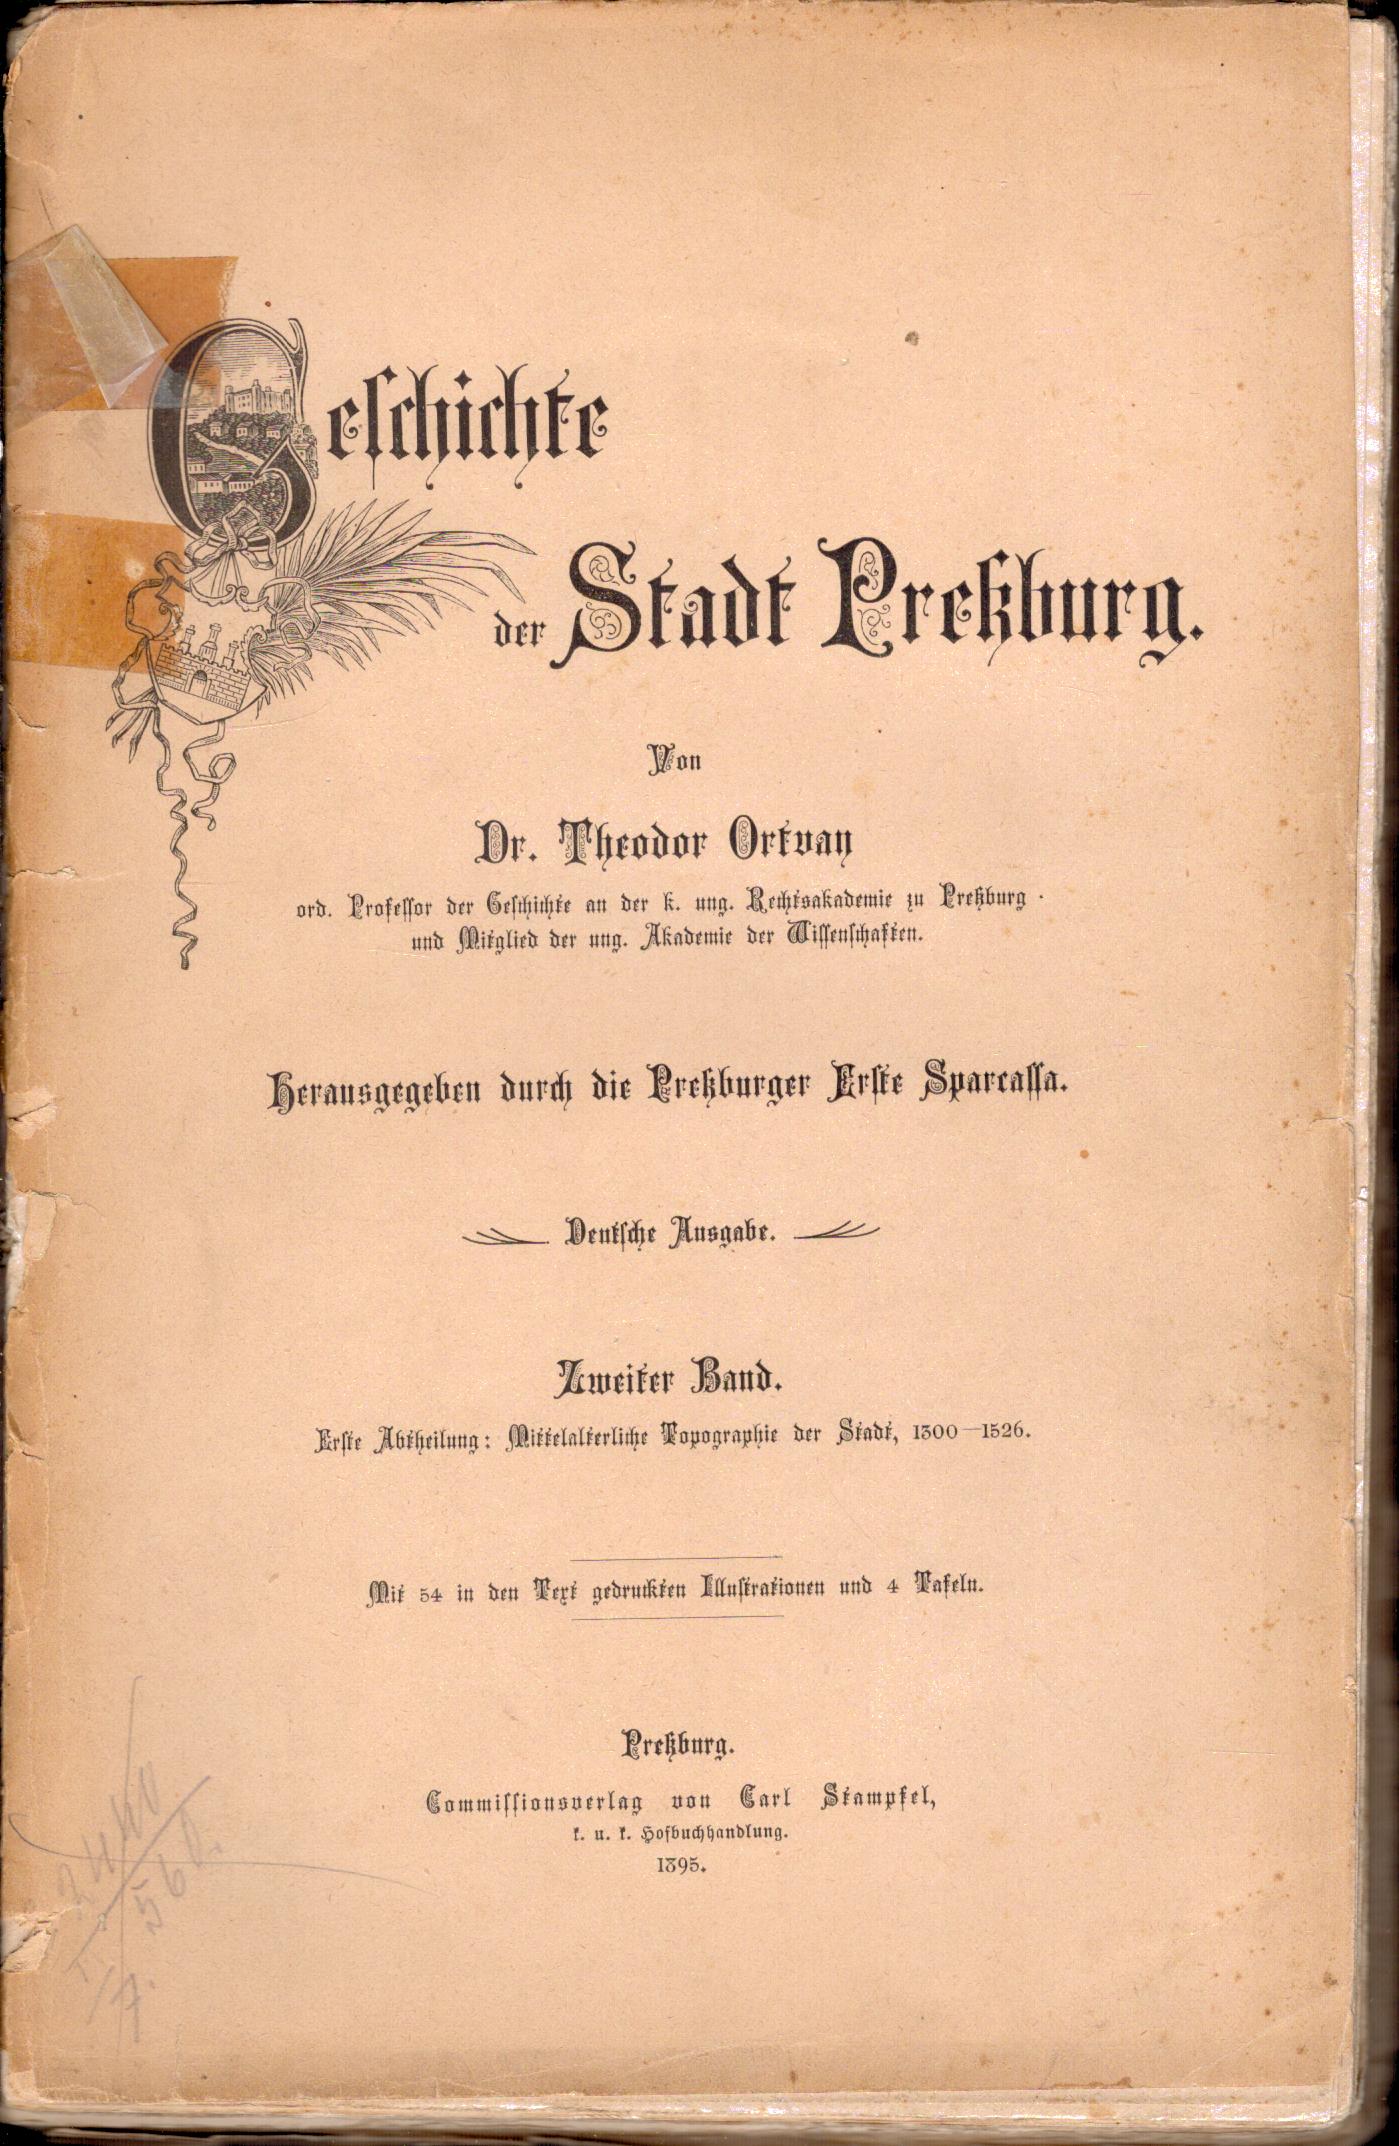 Geschichte
der Stadt Preßburg.
Von
Dr. Theodor Ortvay
ord. Professor der Geschichte an der k. ung. Rechtsakademie zu Preßburg
und Mitglied der ung. Akademie der Wissenschaften.
Herausgegeben durch die Preßburger Erste Sparcassa.
Deutsche Ausgabe.
Zweiter Band.
Erste Abtheilung: Mittelalterliche Topographie der Stadt, 1300—1526.
Mit 54 in den Text gedruckten Illustrationen und 4 Tafeln.
Preßburg.
Commissionsverlag von Carl Stampfel,
k. u. k. Hofbuchhandlung.
1895.